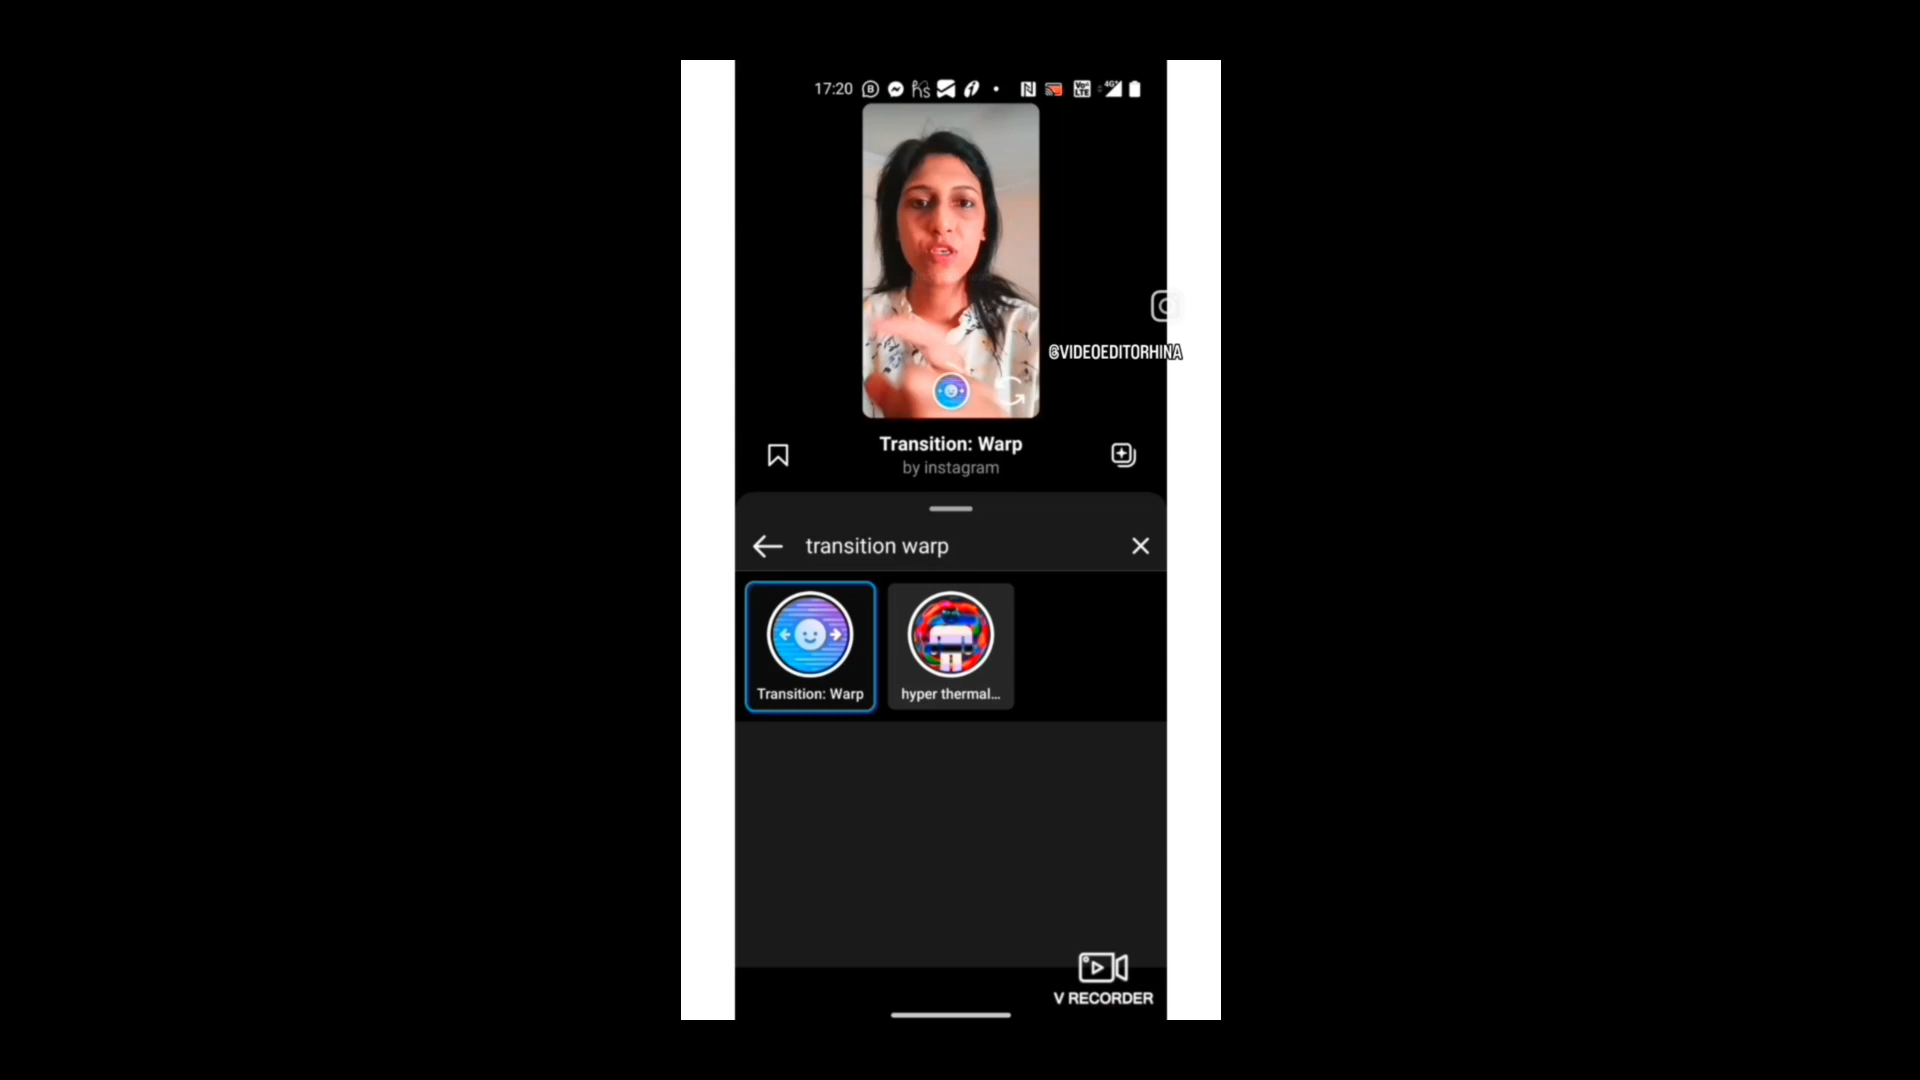 17:20
@VIDEOEDITORHINA
Transition: Warp
by instagram
transition warp
Transition: Warp
hyper thermal...
V RECORDER